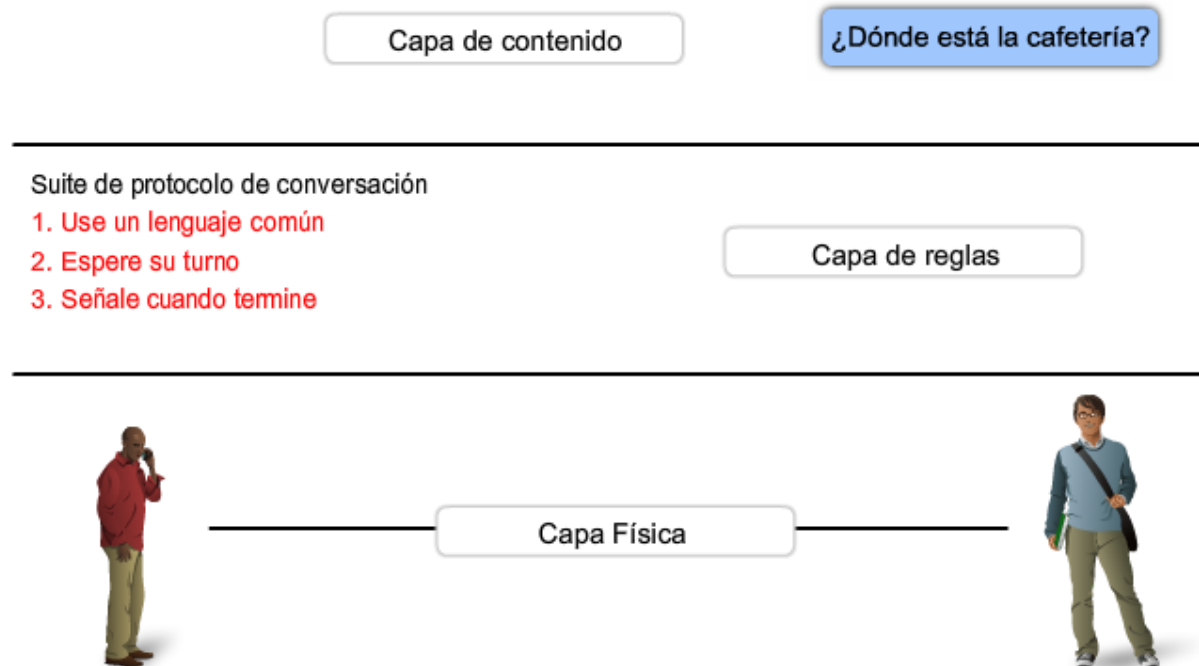 Capa de contenido
¿Dónde está la cafetería?
Suite de protocolo de conversación
1. Use un lenguaje común
2. Espere su turno
3. Señale cuando termine
Capa de reglas
Capa Física